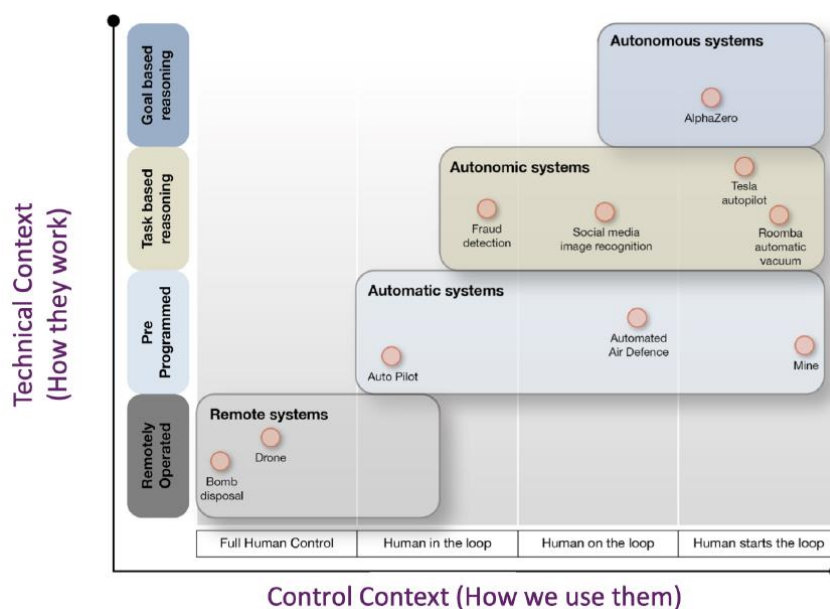 Technical Context
(How they work)
Goal based
reasoning
Task based
reasoning
Pre
Programmed
Remotely
Operated
Autonomous systems
AlphaZero
Autonomic systems
Fraud
detection
Social media
image recognition
Tesla
autopilot
Roomba
automatic
vacuum
Automatic systems
Auto Pilot
Automated
Air Defence
Mine
Remote systems
Bomb
disposal
Drone
Full Human Control
Human in the loop
Human on the loop
Human starts the loop
Control Context (How we use them)